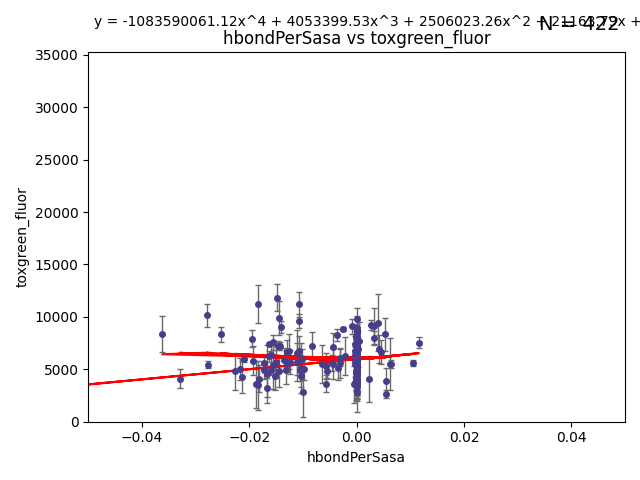 y = -1083590061.12x^4 + 4053399.53x^3 + 2506023.26x^2 +
N = 422
hbondPerSasa vs toxgreen_fluor
35000
30000
25000
20000
15000
10000
5000
0
toxgreen_fluor
−0.04
−0.02
0.00
0.02
0.04
hbondPerSasa